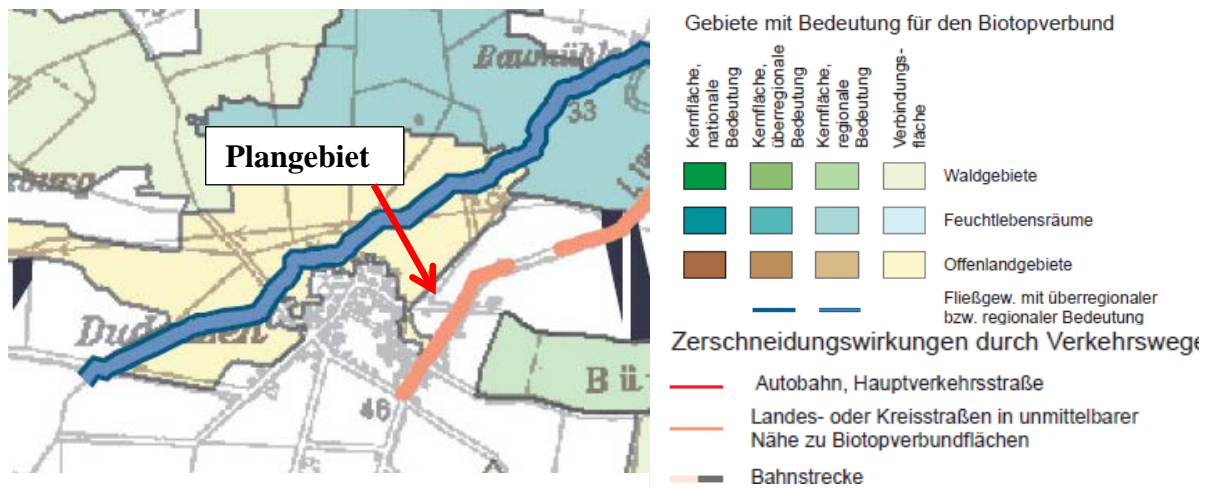 Baumühle
33
Plangebiet
burg
46
Bü
Gebiete mit Bedeutung für den Biotopverbund
Kernfläche,
nationale
Bedeutung
Kernfläche,
überregionale
Bedeutung
Kernfläche,
regionale
Bedeutung
Verbindungs-
fläche
Waldgebiete
Feuchtlebensräume
Offenlandgebiete
Fließgew. mit überregionaler
bzw. regionaler Bedeutung
Zerschneidungswirkungen durch Verkehrswege
Autobahn, Hauptverkehrsstraße
Landes- oder Kreisstraßen in unmittelbarer
Nähe zu Biotopverbundflächen
Bahnstrecke